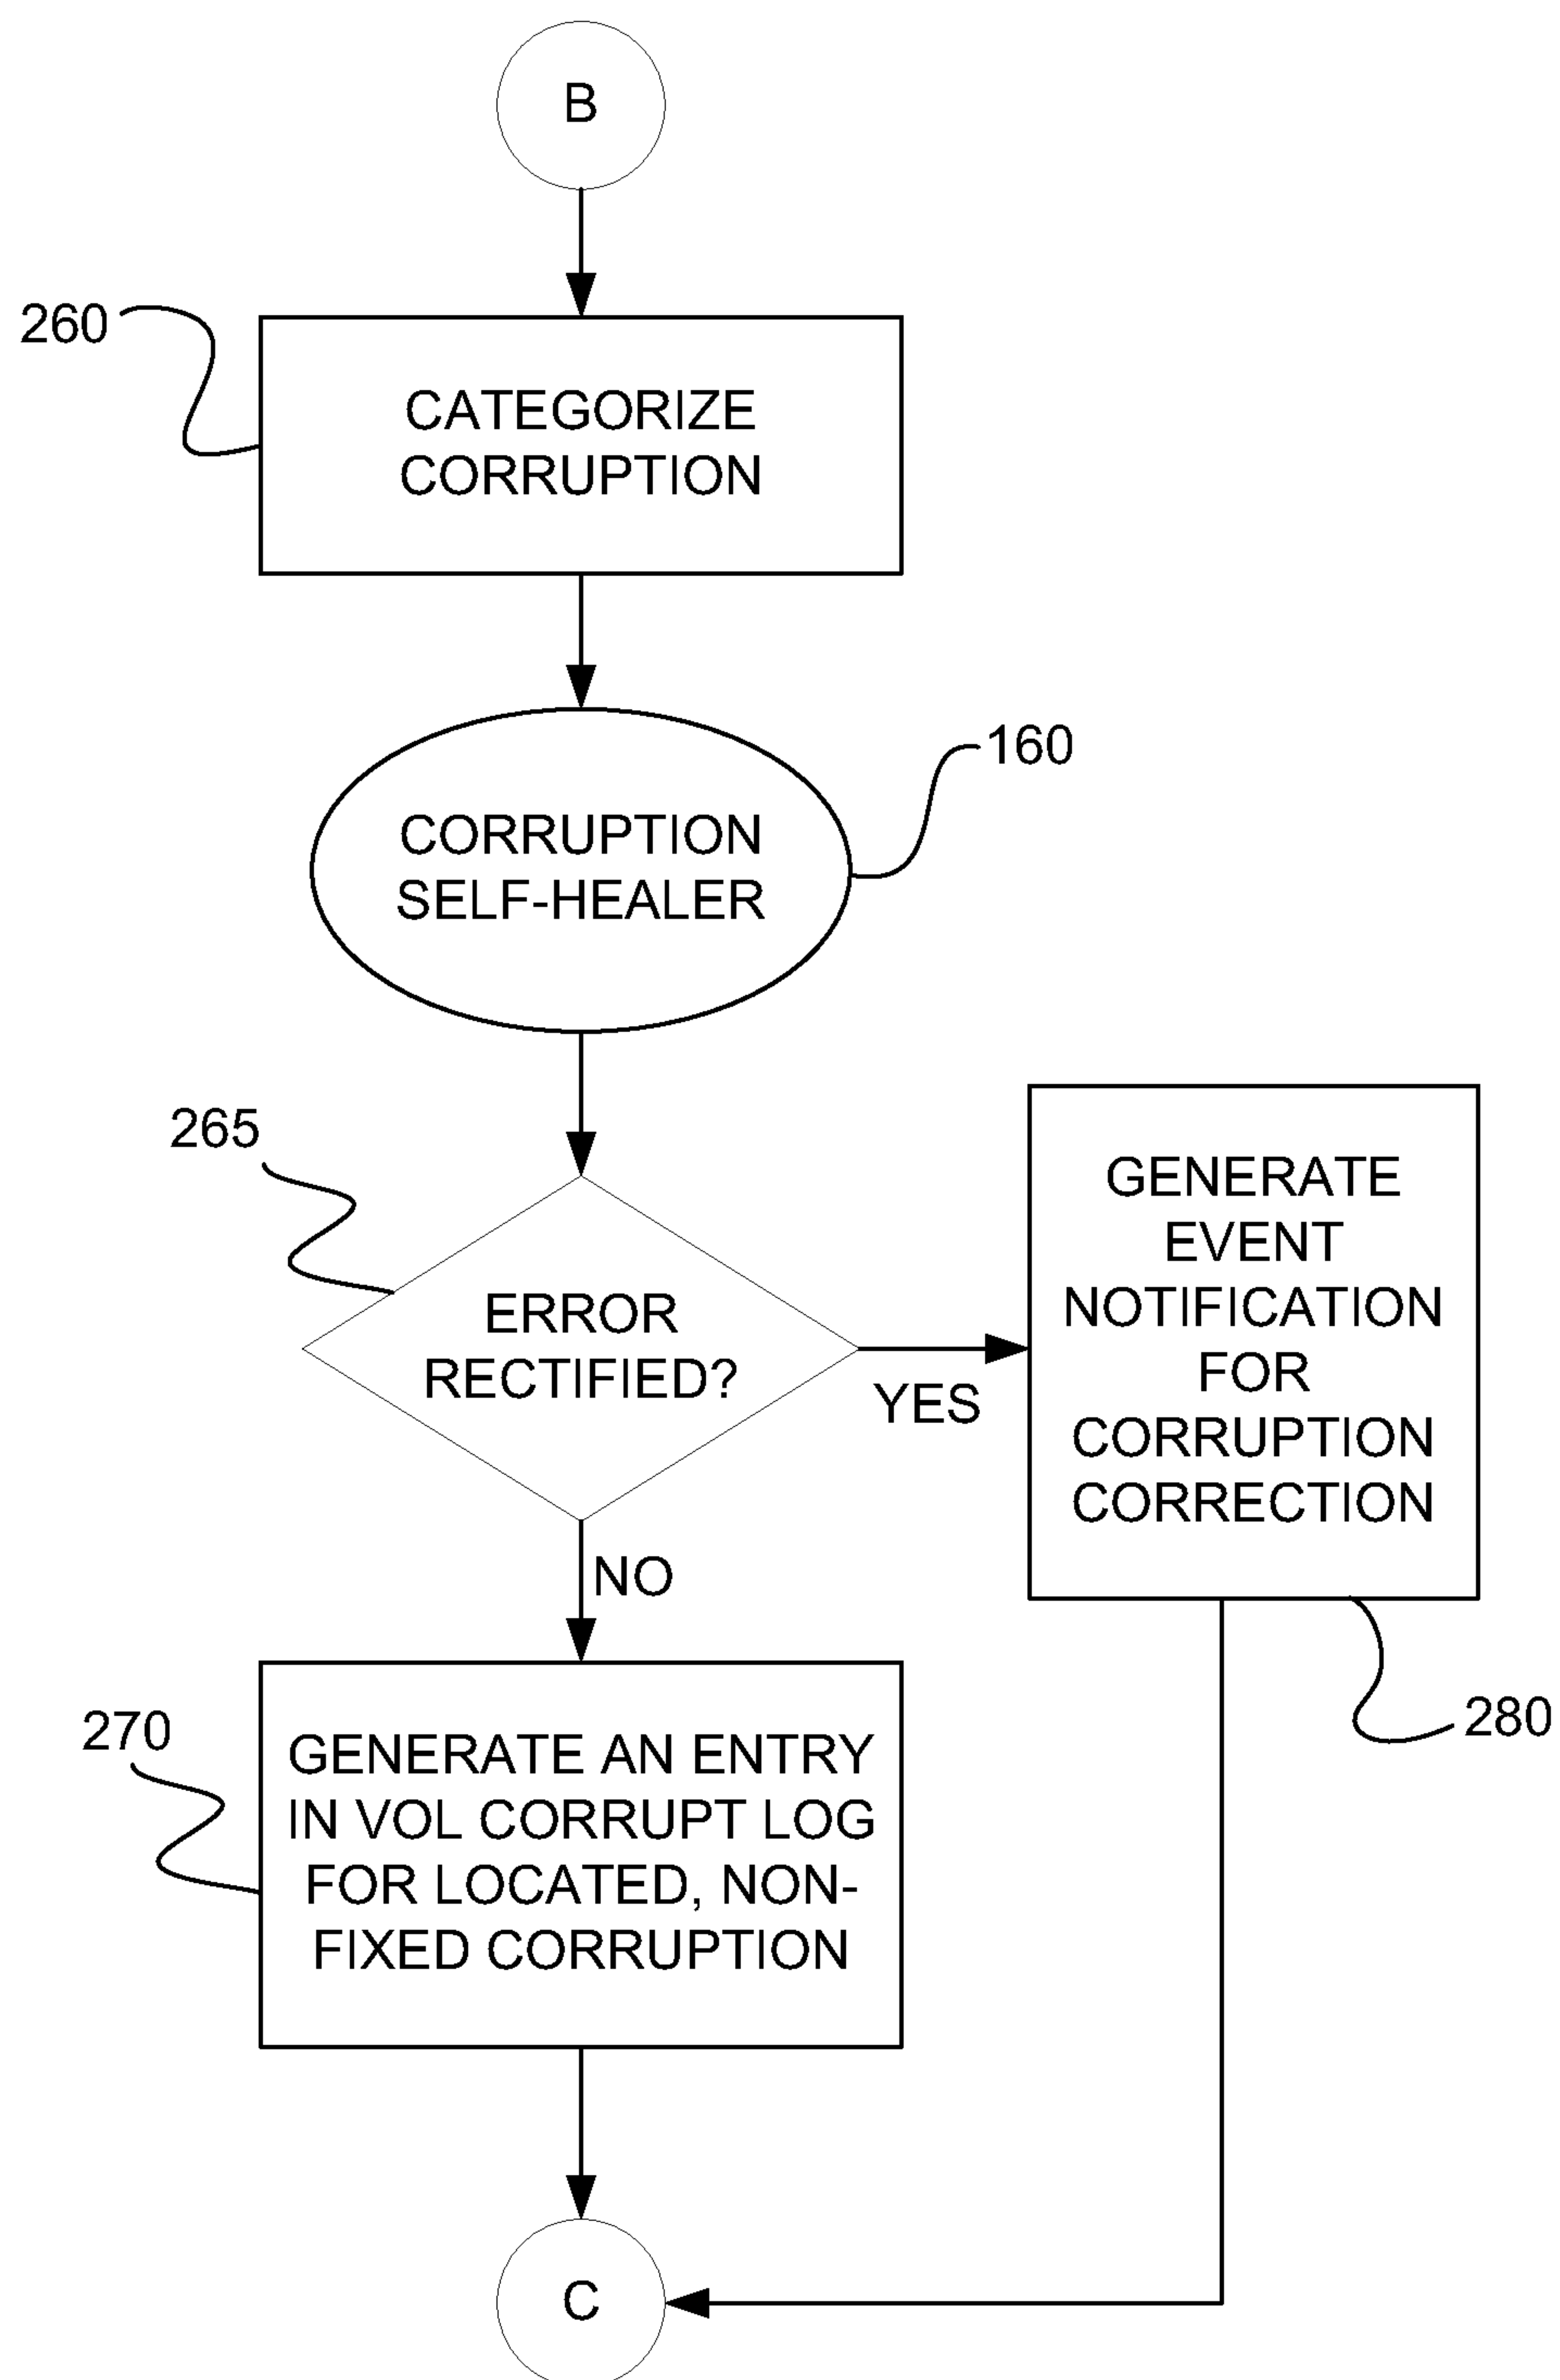 B
260
CATEGORIZE
CORRUPTION
160
CORRUPTION
SELF-HEALER
265
ERROR
RECTIFIED?
YES
GENERATE
EVENT
NOTIFICATION
FOR
CORRUPTION
CORRECTION
280
NO
270
GENERATE AN ENTRY
IN VOL CORRUPT LOG
FOR LOCATED, NON-
FIXED CORRUPTION
C